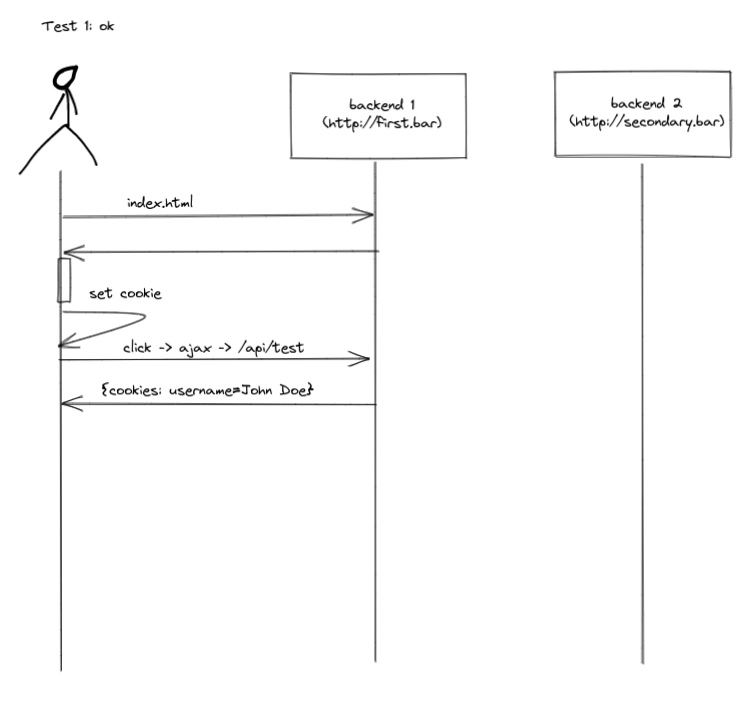 Test 1: ok
backend 1
(http://first.bar)
backend 2
(http://secondary.bar)
index.html
set cookie
click -> ajax -> /api/test
{cookies: username=John Doe}